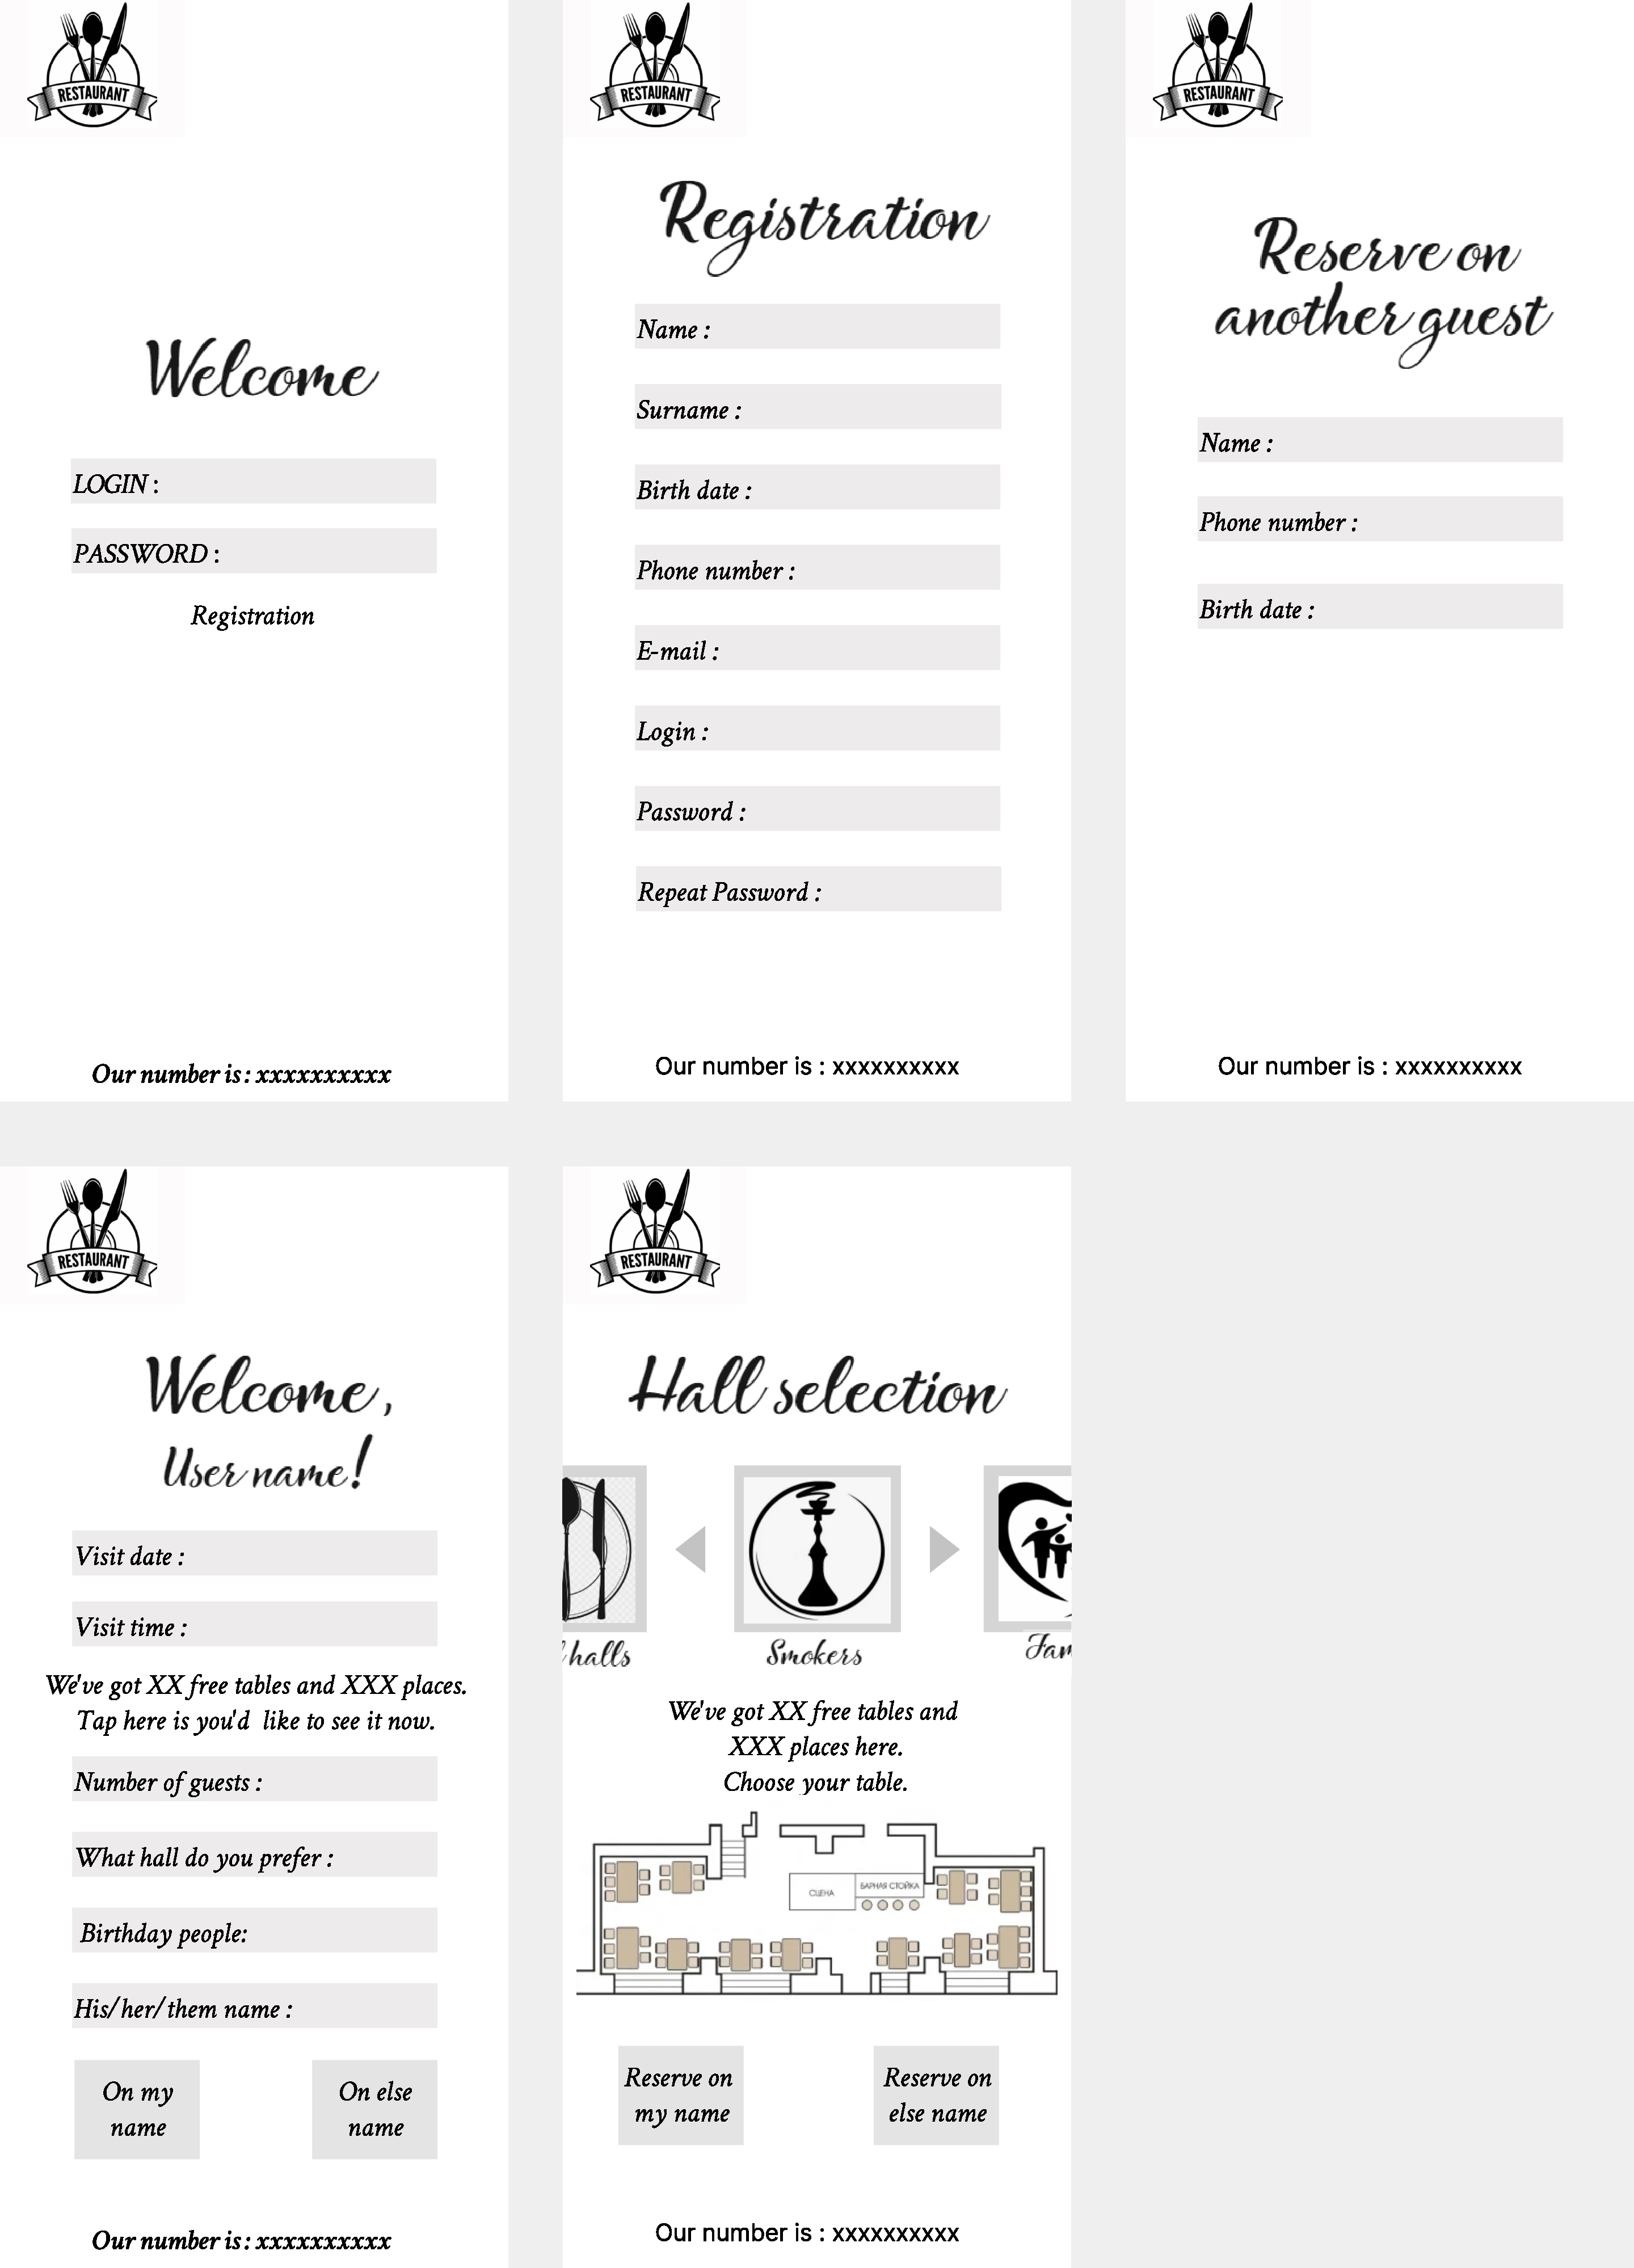 RESTAURANT
Welcome
LOGIN :
PASSWORD :
Registration
Our number is : xxxxxxxxxx
RESTAURANT
Registration
Name :
Surname :
Birth date :
Phone number :
E-mail :
Login :
Password :
Repeat Password :
Our number is : xxxxxxxxxx
RESTAURANT
Reserve on
another guest
Name :
Phone number :
Birth date :
Our number is : xxxxxxxxxx
RESTAURANT
Welcome,
User name!
Visit date :
Visit time :
We've got XX free tables and XXX places.
Tap here is you'd like to see it now.
Number of guests :
What hall do you prefer :
Birthday people:
His/her/them name :
On my
name
On else
name
Our number is : xxxxxxxxxx
RESTAURANT
Hall selection
halls
Smokers
Fam
We've got XX free tables and
XXX places here.
Choose your table.
СЦЕНА
БАРНАЯ СТОЙКА
Reserve on
my name
Reserve on
else name
Our number is : xxxxxxxxxx